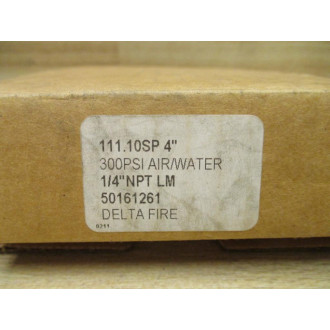 111.10SP 4"
300PSI AIR/WATER
1/4"NPT LM
50161261
DELTA FIRE